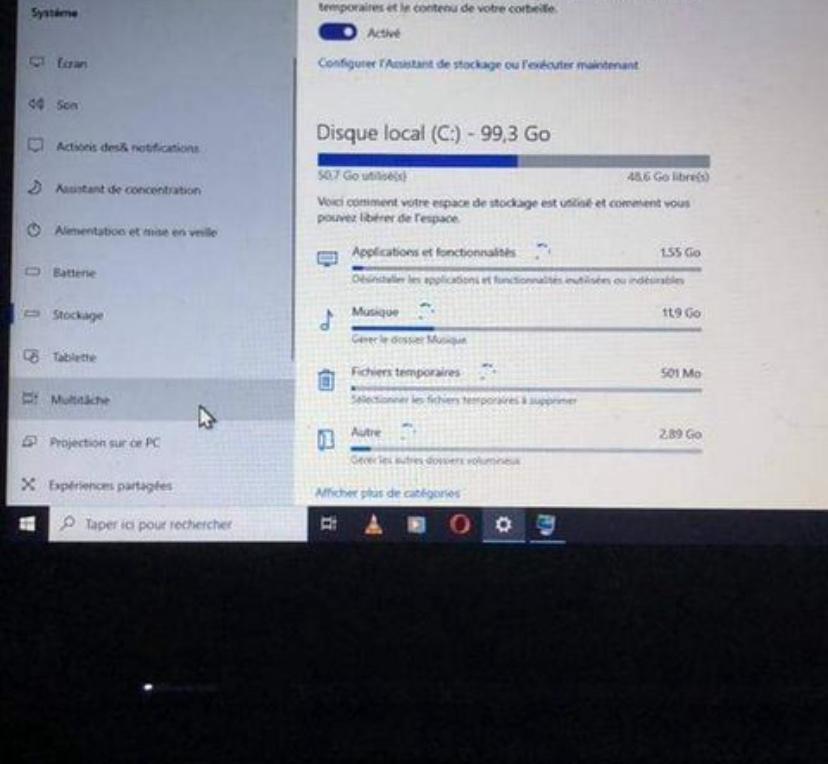 Système
Écran
Son
Actions des& notifications
Assistant de concentration
Alimentation et mise en veille
Batterie
Stockage
Tablette
Multitâche
Projection sur ce PC
Expériences partagées
temporaires et le contenu de votre corbeille.
Activé
Configurer l'Assistant de stockage ou l'exécuter maintenant
Disque local (C:) - 99,3 Go
50,7 Go utilisé(s)
48,6 Go libre(s)
Voici comment votre espace de stockage est utilisé et comment vous
pouvez libérer de l'espace.
Applications et fonctionnalités
1,55 Go
Désinstaller les applications et fonctionnalités inutilisées ou indésirables
Musique
11,9 Go
Gérer le dossier Musique
Fichiers temporaires
501 Mo
Sélectionner les fichiers temporaires à supprimer
Autre
2,89 Go
Gérer les autres dossiers volumineux
Afficher plus de catégories
Taper ici pour rechercher